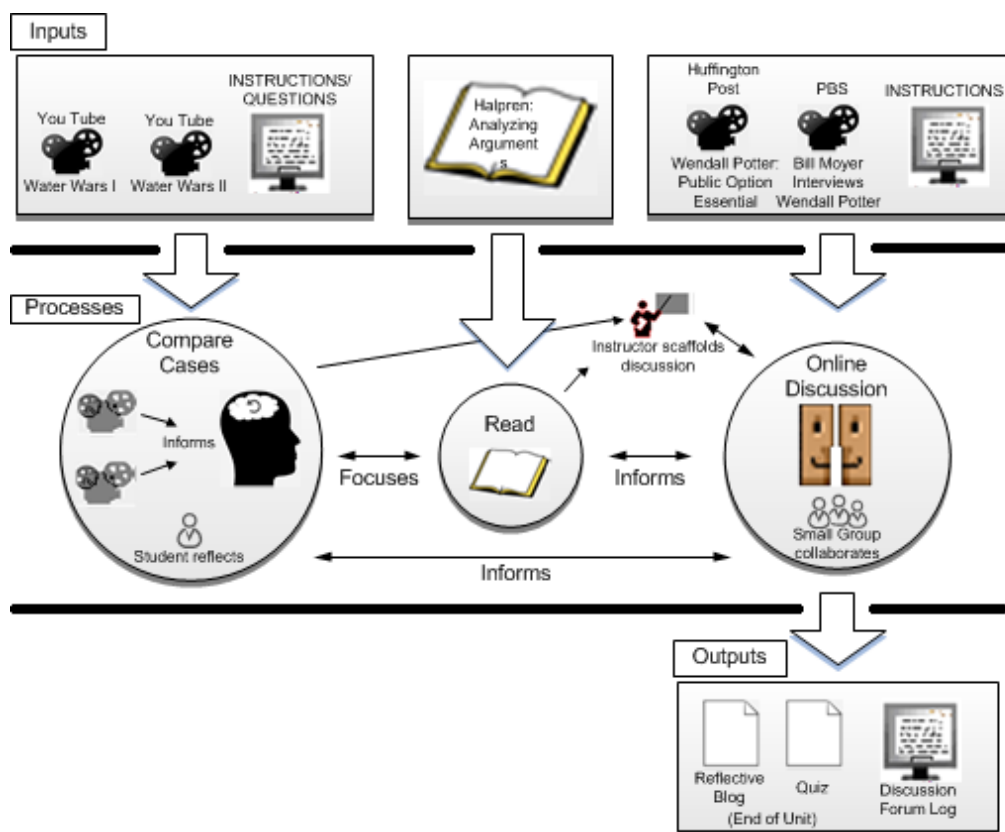 Inputs
You Tube
Water Wars I
You Tube
Water Wars II
INSTRUCTIONS/
QUESTIONS
Halpren:
Analyzing
Argument
s
Huffington
Post
Wendall Potter:
Public Option
Essential
PBS
Bill Moyer
Interviews
Wendall Potter
INSTRUCTIONS
Processes
Compare
Cases
Informs
Student reflects
Focuses
Read
Instructor scaffolds
discussion
Informs
Online
Discussion
Small Group
collaborates
Informs
Outputs
Reflective
Blog
Quiz
(End of Unit)
Discussion
Forum Log